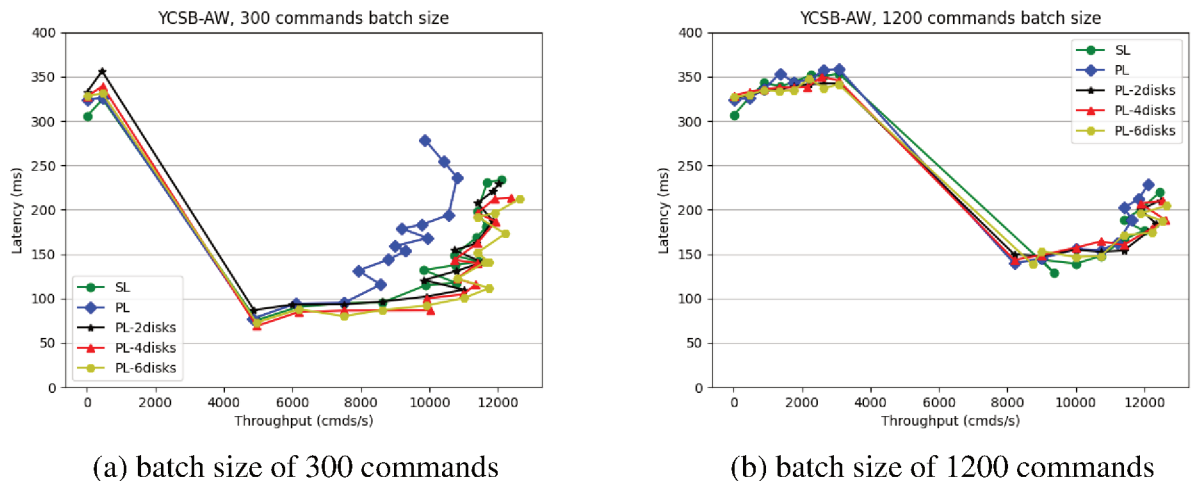 YCSB-AW, 300 commands batch size
400
350
300
250
200
150
100
50
0
Latency (ms)
SL
PL
PL-2disks
PL-4disks
PL-6disks
0 2000 4000 6000 8000 10000 12000
Throughput (cmds/s)
(a) batch size of 300 commands
YCSB-AW, 1200 commands batch size
400
350
300
250
200
150
100
50
0
Latency (ms)
SL
PL
PL-2disks
PL-4disks
PL-6disks
0 2000 4000 6000 8000 10000 12000
Throughput (cmds/s)
(b) batch size of 1200 commands